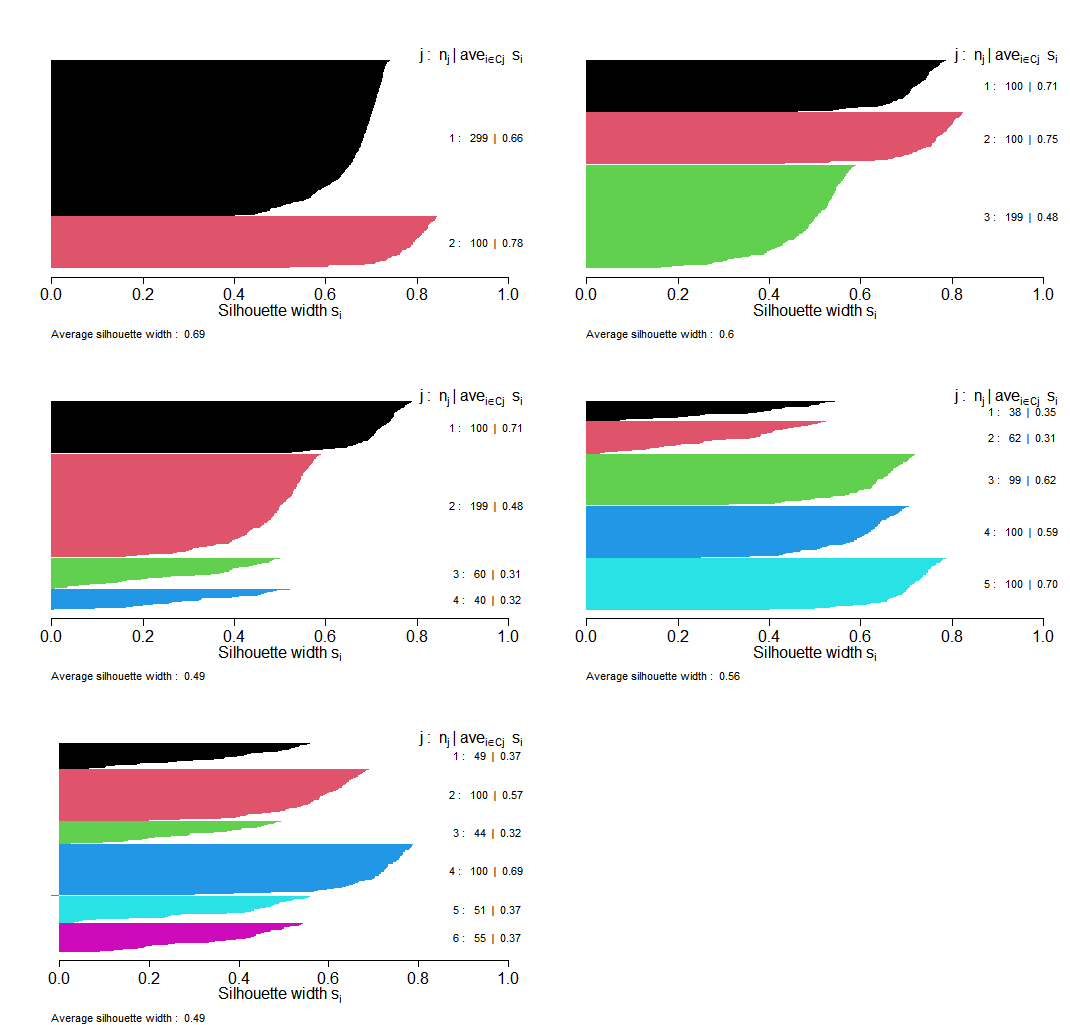 j : nj | avei∈Cj si
1 : 299 | 0.66
2 : 100 | 0.78
0.0 0.2 0.4 0.6 0.8 1.0
Silhouette width si
Average silhouette width : 0.69
j : nj | avei∈Cj si
1 : 100 | 0.71
2 : 100 | 0.75
3 : 199 | 0.48
0.0 0.2 0.4 0.6 0.8 1.0
Silhouette width si
Average silhouette width : 0.6
j : nj | avei∈Cj si
1 : 100 | 0.71
2 : 199 | 0.48
3 : 60 | 0.31
4 : 40 | 0.32
0.0 0.2 0.4 0.6 0.8 1.0
Silhouette width si
Average silhouette width : 0.49
j : nj | avei∈Cj si
1 : 38 | 0.35
2 : 62 | 0.31
3 : 99 | 0.62
4 : 100 | 0.59
5 : 100 | 0.70
0.0 0.2 0.4 0.6 0.8 1.0
Silhouette width si
Average silhouette width : 0.56
j : nj | avei∈Cj si
1 : 49 | 0.37
2 : 100 | 0.57
3 : 44 | 0.32
4 : 100 | 0.69
5 : 51 | 0.37
6 : 55 | 0.37
0.0 0.2 0.4 0.6 0.8 1.0
Silhouette width si
Average silhouette width : 0.49